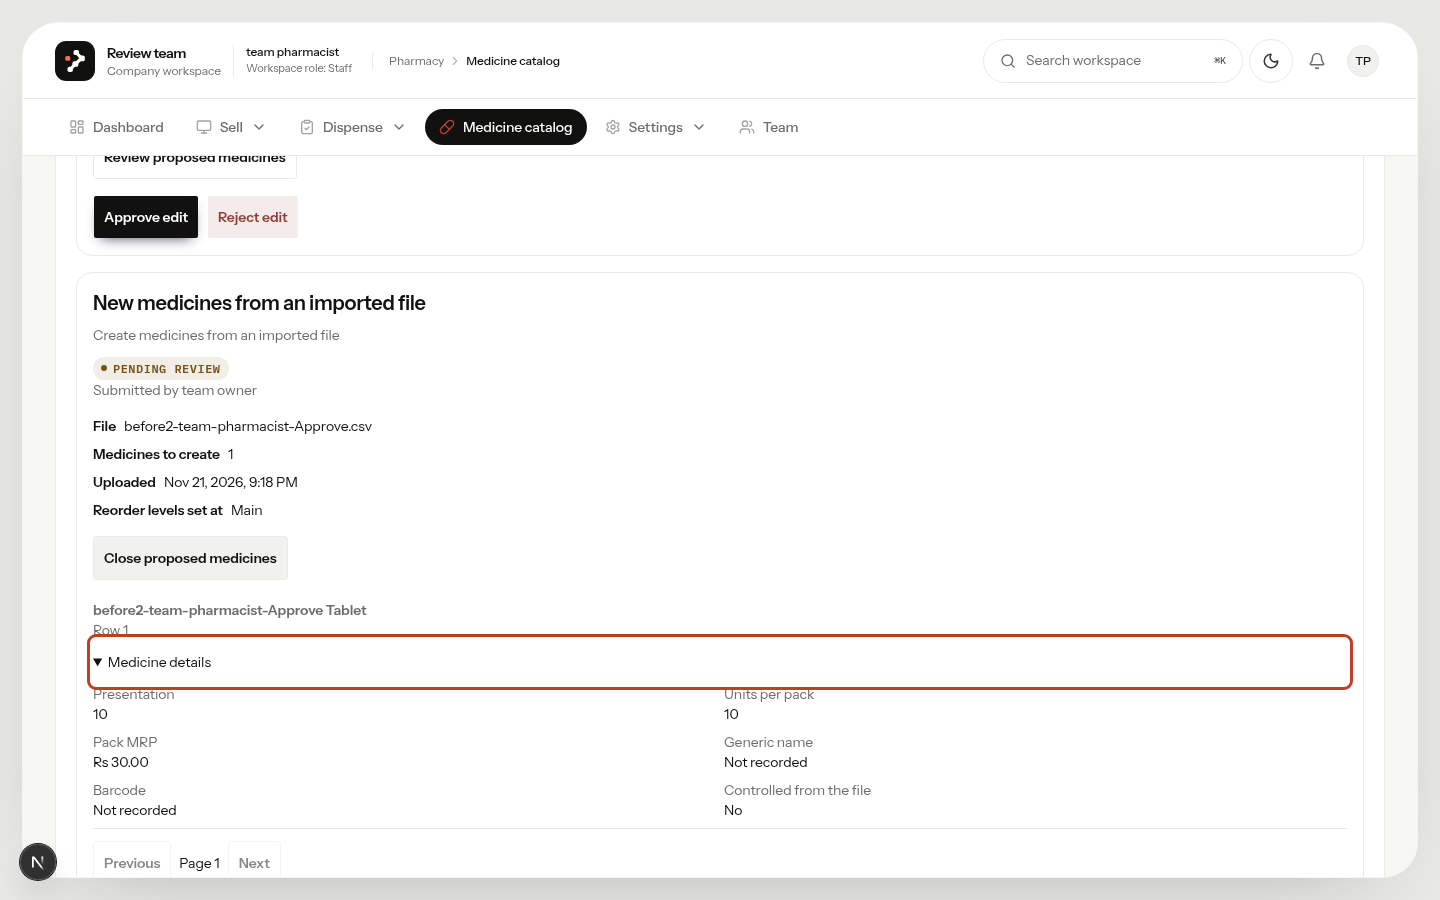 Review team
Company workspace
team pharmacist
Workspace role: Staff
Pharmacy > Medicine catalog
Search workspace
⌘K
TP
Dashboard
Sell
Dispense
Medicine catalog
Settings
Team
Review proposed medicines
Approve edit
Reject edit
New medicines from an imported file
Create medicines from an imported file
PENDING REVIEW
Submitted by team owner
File before2-team-pharmacist-Approve.csv
Medicines to create 1
Uploaded Nov 21, 2026, 9:18 PM
Reorder levels set at Main
Close proposed medicines
before2-team-pharmacist-Approve Tablet
Row 1
Medicine details
Presentation
10
Units per pack
10
Pack MRP
Rs 30.00
Generic name
Not recorded
Barcode
Not recorded
Controlled from the file
No
Previous
Page 1
Next
N